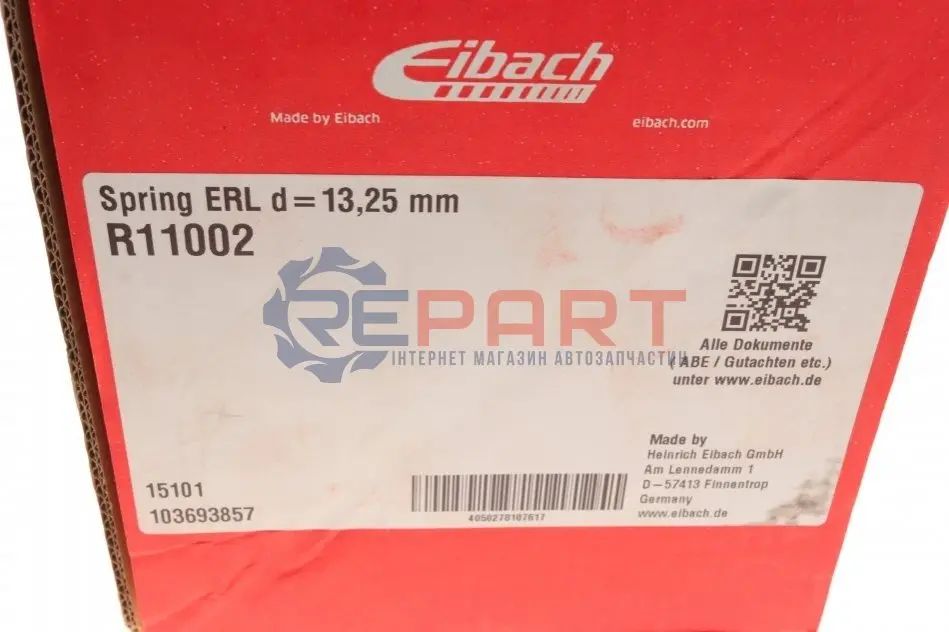 Eibach
Made by Eibach
eibach.com
Spring ERL d=13,25 mm
R11002
REPART
ІНТЕРНЕТ МАГАЗИН АВТОЗАПЧАСТИН
Alle Dokumente
( ABE / Gutachten etc.)
unter www.eibach.de
Made by
Heinrich Eibach GmbH
Am Lennedamm 1
D-57413 Finnentrop
Germany
www.eibach.de
15101
103693857
4050278107617